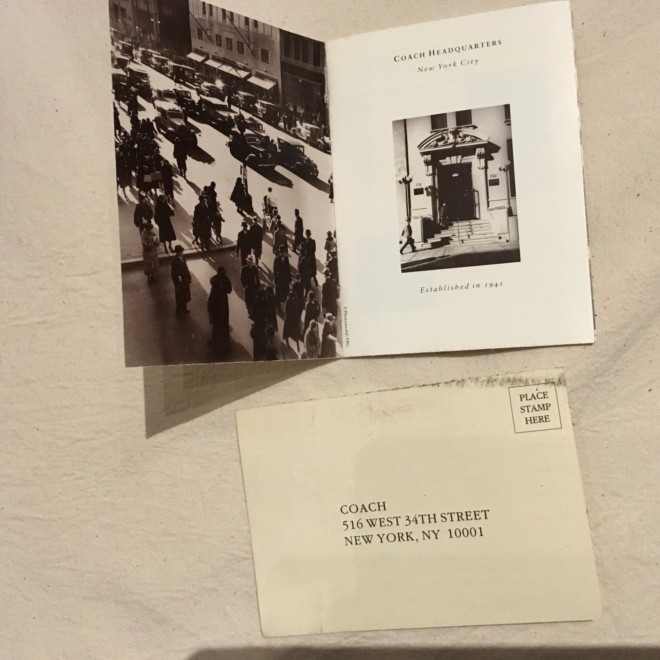 COACH HEADQUARTERS
New York City
Established in 1941
PLACE
STAMP
HERE
COACH
516 WEST 34TH STREET
NEW YORK, NY 10001